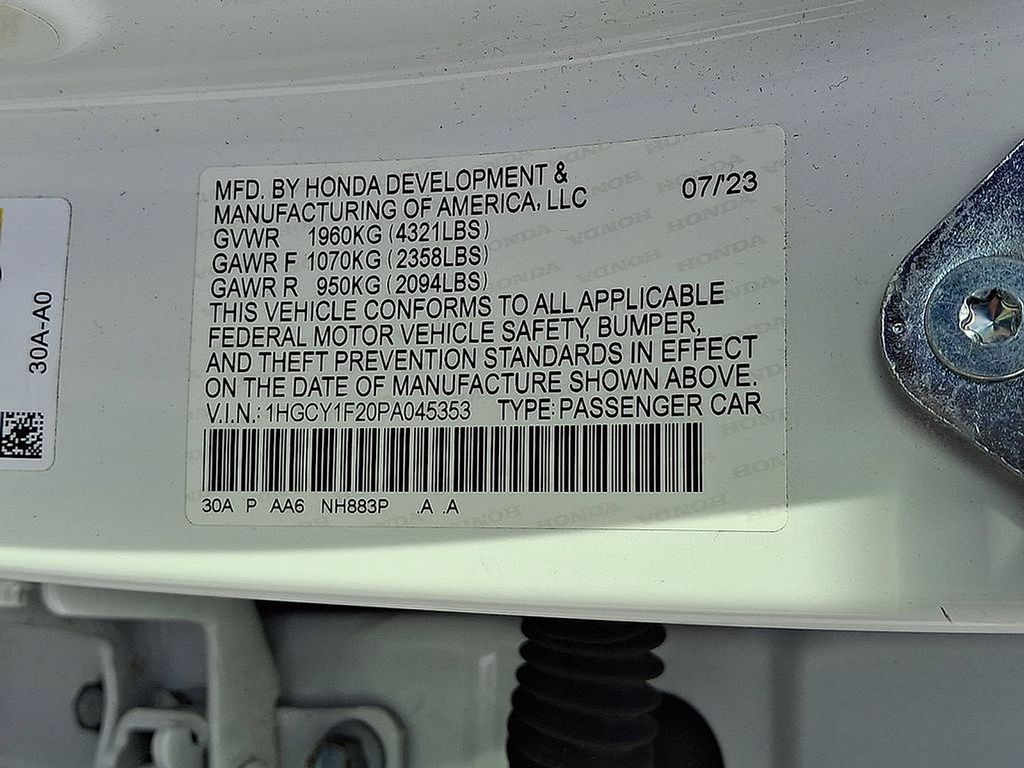 MFD. BY HONDA DEVELOPMENT &
MANUFACTURING OF AMERICA, LLC 07/'23
GVWR 1960KG (4321LBS)
GAWR F 1070KG (2358LBS)
GAWR R 950KG (2094LBS)
THIS VEHICLE CONFORMS TO ALL APPLICABLE
FEDERAL MOTOR VEHICLE SAFETY, BUMPER,
AND THEFT PREVENTION STANDARDS IN EFFECT
ON THE DATE OF MANUFACTURE SHOWN ABOVE.
V.I.N.: 1HGCY1F20PA045353 TYPE: PASSENGER CAR
30A P AA6 NH883P .A .A
30A-A0